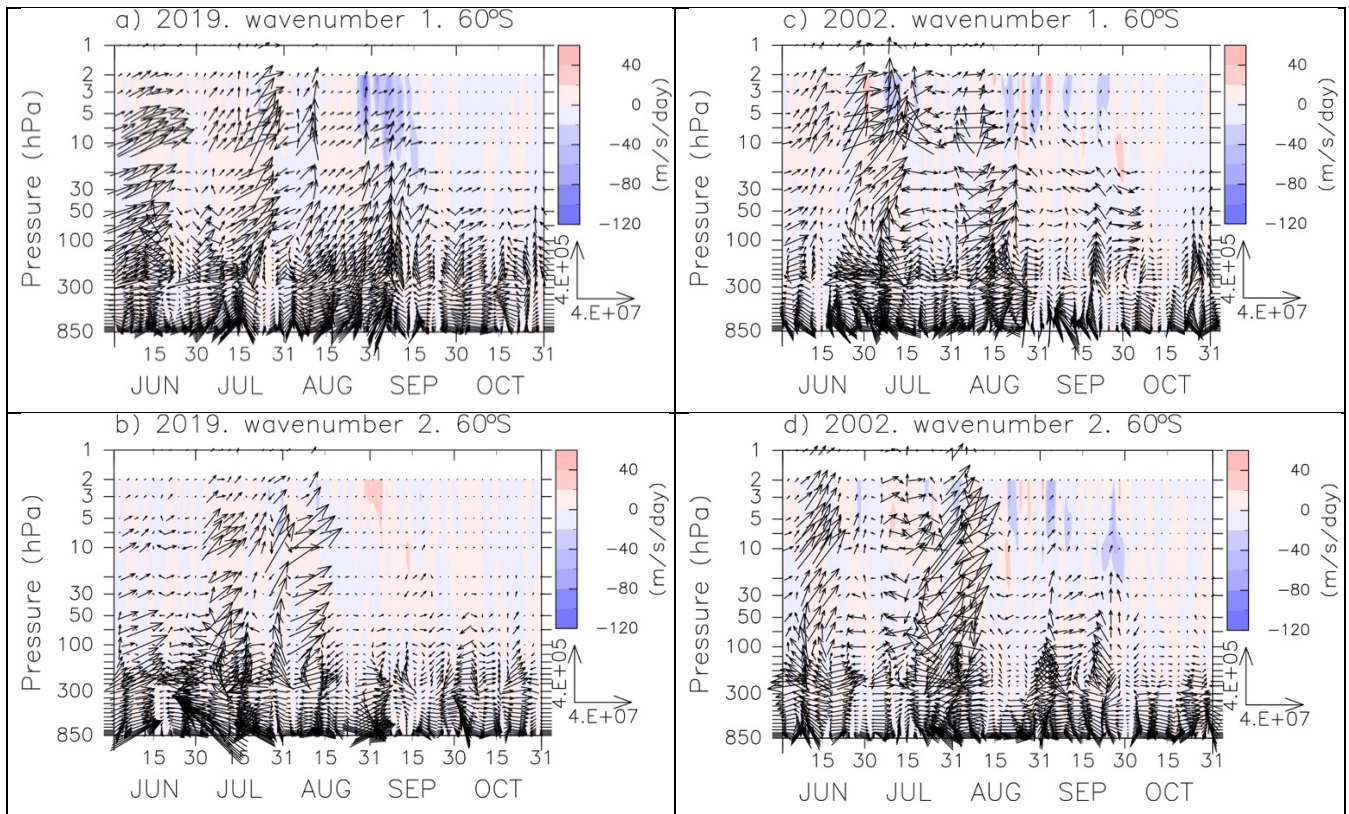 a) 2019. wavenumber 1. 60ºS
Pressure (hPa)
1
2
3
5
10
30
50
100
300
850
15 30 15 31 15 31 15 30 15 31
JUN JUL AUG SEP OCT
40
0
−40
−80
−120
(m/s/day)
4.E+05
4.E+07
c) 2002. wavenumber 1. 60ºS
Pressure (hPa)
1
2
3
5
10
30
50
100
300
850
15 30 15 31 15 31 15 30 15 31
JUN JUL AUG SEP OCT
40
0
−40
−80
−120
(m/s/day)
4.E+05
4.E+07
b) 2019. wavenumber 2. 60ºS
Pressure (hPa)
1
2
3
5
10
30
50
100
300
850
15 30 15 31 15 31 15 30 15 31
JUN JUL AUG SEP OCT
40
0
−40
−80
−120
(m/s/day)
4.E+05
4.E+07
d) 2002. wavenumber 2. 60ºS
Pressure (hPa)
1
2
3
5
10
30
50
100
300
850
15 30 15 31 15 31 15 30 15 31
JUN JUL AUG SEP OCT
40
0
−40
−80
−120
(m/s/day)
4.E+05
4.E+07